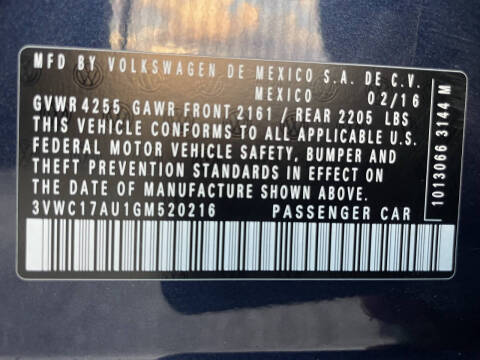 MFD BY VOLKSWAGEN DE MEXICO S.A. DE C.V.
MEXICO 02/16
GVWR 4255 GAWR FRONT 2161 / REAR 2205 LBS
THIS VEHICLE CONFORMS TO ALL APPLICABLE U.S.
FEDERAL MOTOR VEHICLE SAFETY, BUMPER AND
THEFT PREVENTION STANDARDS IN EFFECT ON
THE DATE OF MANUFACTURE SHOWN ABOVE.
3VWC17AU1GM520216 PASSENGER CAR
1013066 3144 M